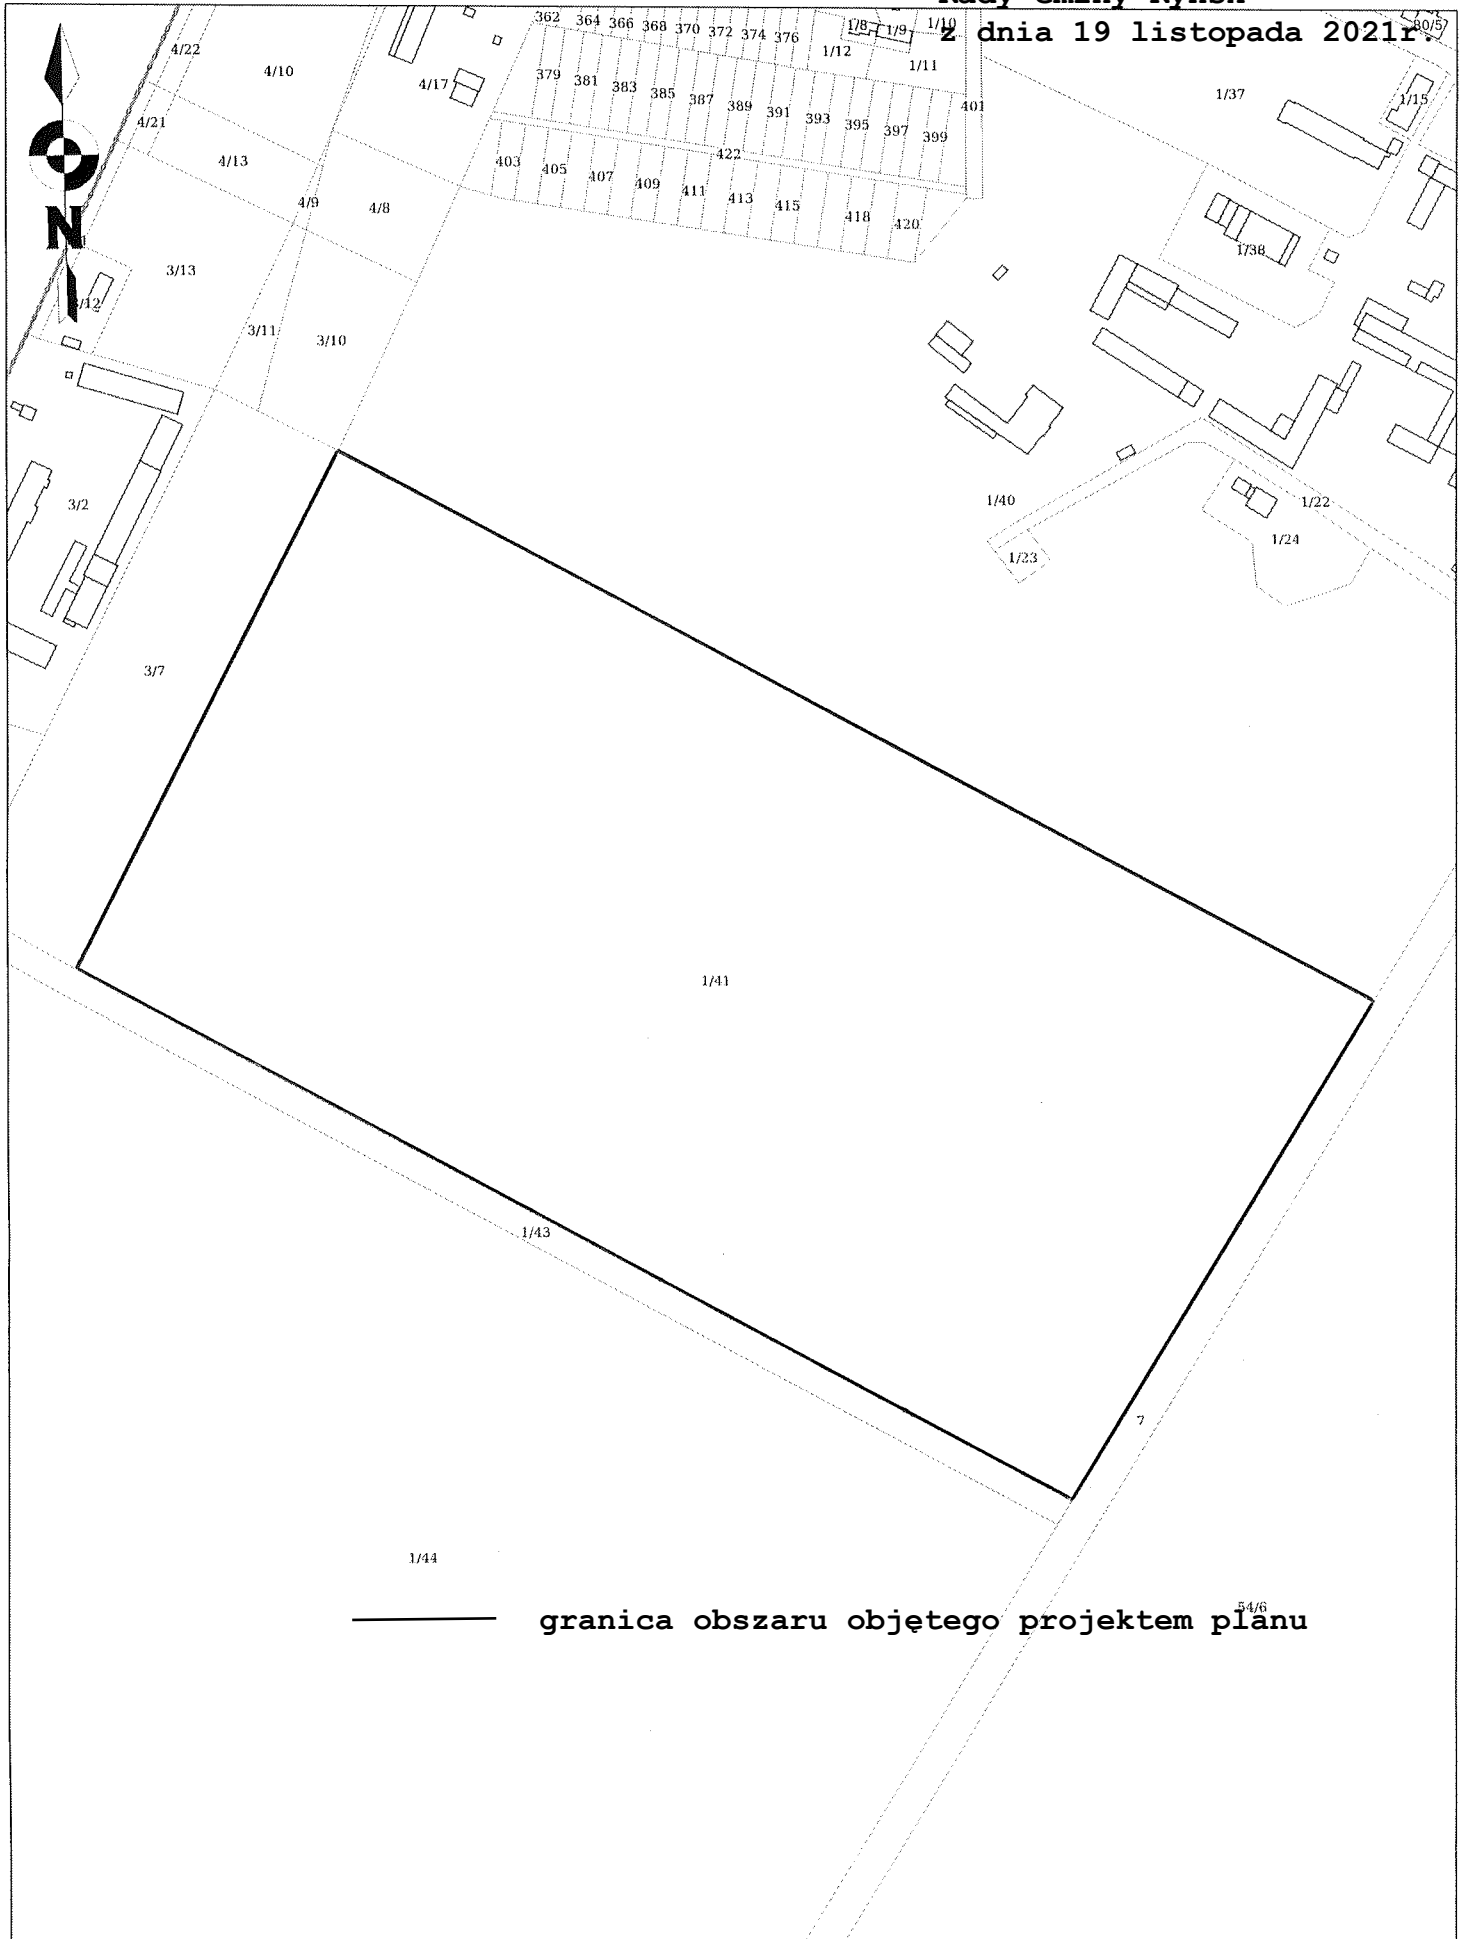 z dnia 19 listopada 2021r.
362 364 366 368 370 372 374 376 1/8 1/9 1/10 80/5
4/22 4/10 4/17 1/12 1/11
379 381 383 385 387 389 391 393 395 397 399 401
1/37 1/15
4/21 4/13 4/9 4/8
403 405 407 409 411 413 415 418 420
422
N
3/13 1/38
3/12 3/11 3/10
3/2 1/40 1/22
1/23 1/24
3/7
1/41
1/43
7
1/44
54/6
granica obszaru objętego projektem planu